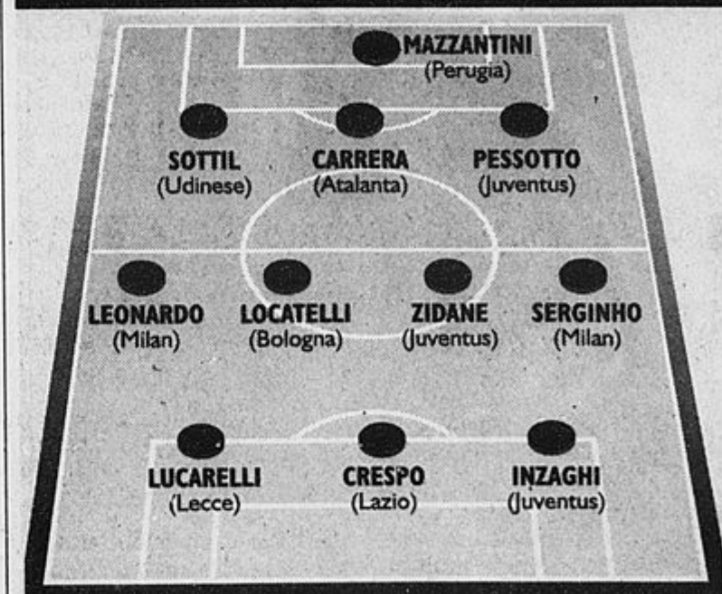 MAZZANTINI
(Perugia)
SOTTIL
(Udinese)
CARRERA
(Atalanta)
PESSOTTO
(Juventus)
LEONARDO
(Milan)
LOCATELLI
(Bologna)
ZIDANE
(Juventus)
SERGINHO
(Milan)
LUCARELLI
(Lecce)
CRESPO
(Lazio)
INZAGHI
(Juventus)